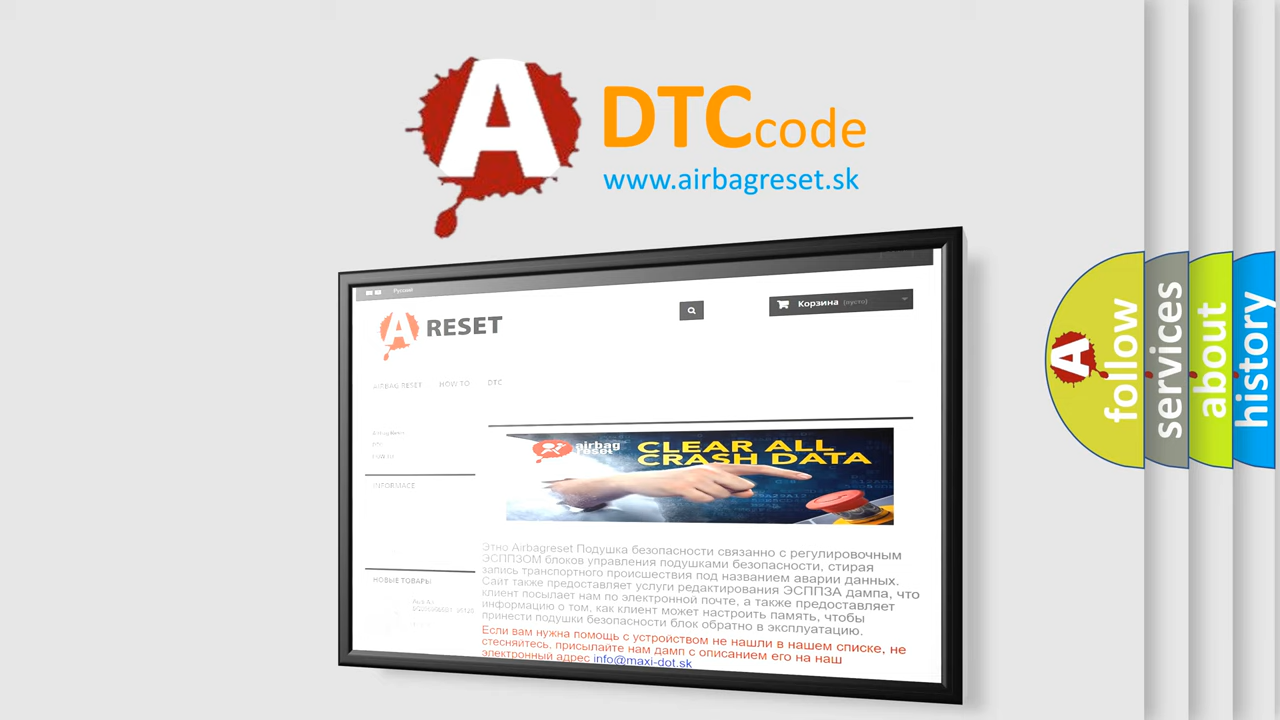 A DTCcode
www.airbagreset.sk
Русский
Корзина (пусто)
A RESET
AIRBAG RESET HOW TO DTC
INFORMACE
airbag reset CLEAR ALL
CRASH DATA
Этно Airbagreset Подушка безопасности связанно с регулировочным
ЭСППЗОМ блоков управления подушками безопасности, стирая
запись транспортного происшествия под названием аварии данных.
Сайт также предоставляет услуги редактирования ЭСППЗА дампа, что
клиент посылает нам по электронной почте, а также предоставляет
информацию о том, как клиент может настроить память, чтобы
принести подушки безопасности блок обратно в эксплуатацию.
НОВЫЕ ТОВАРЫ
Если вам нужна помощь с устройством не нашли в нашем списке, не
стесняйтесь, присылайте нам дамп с описанием его на наш
электронный адрес info@maxi-dot.sk
A follow
services
about
history